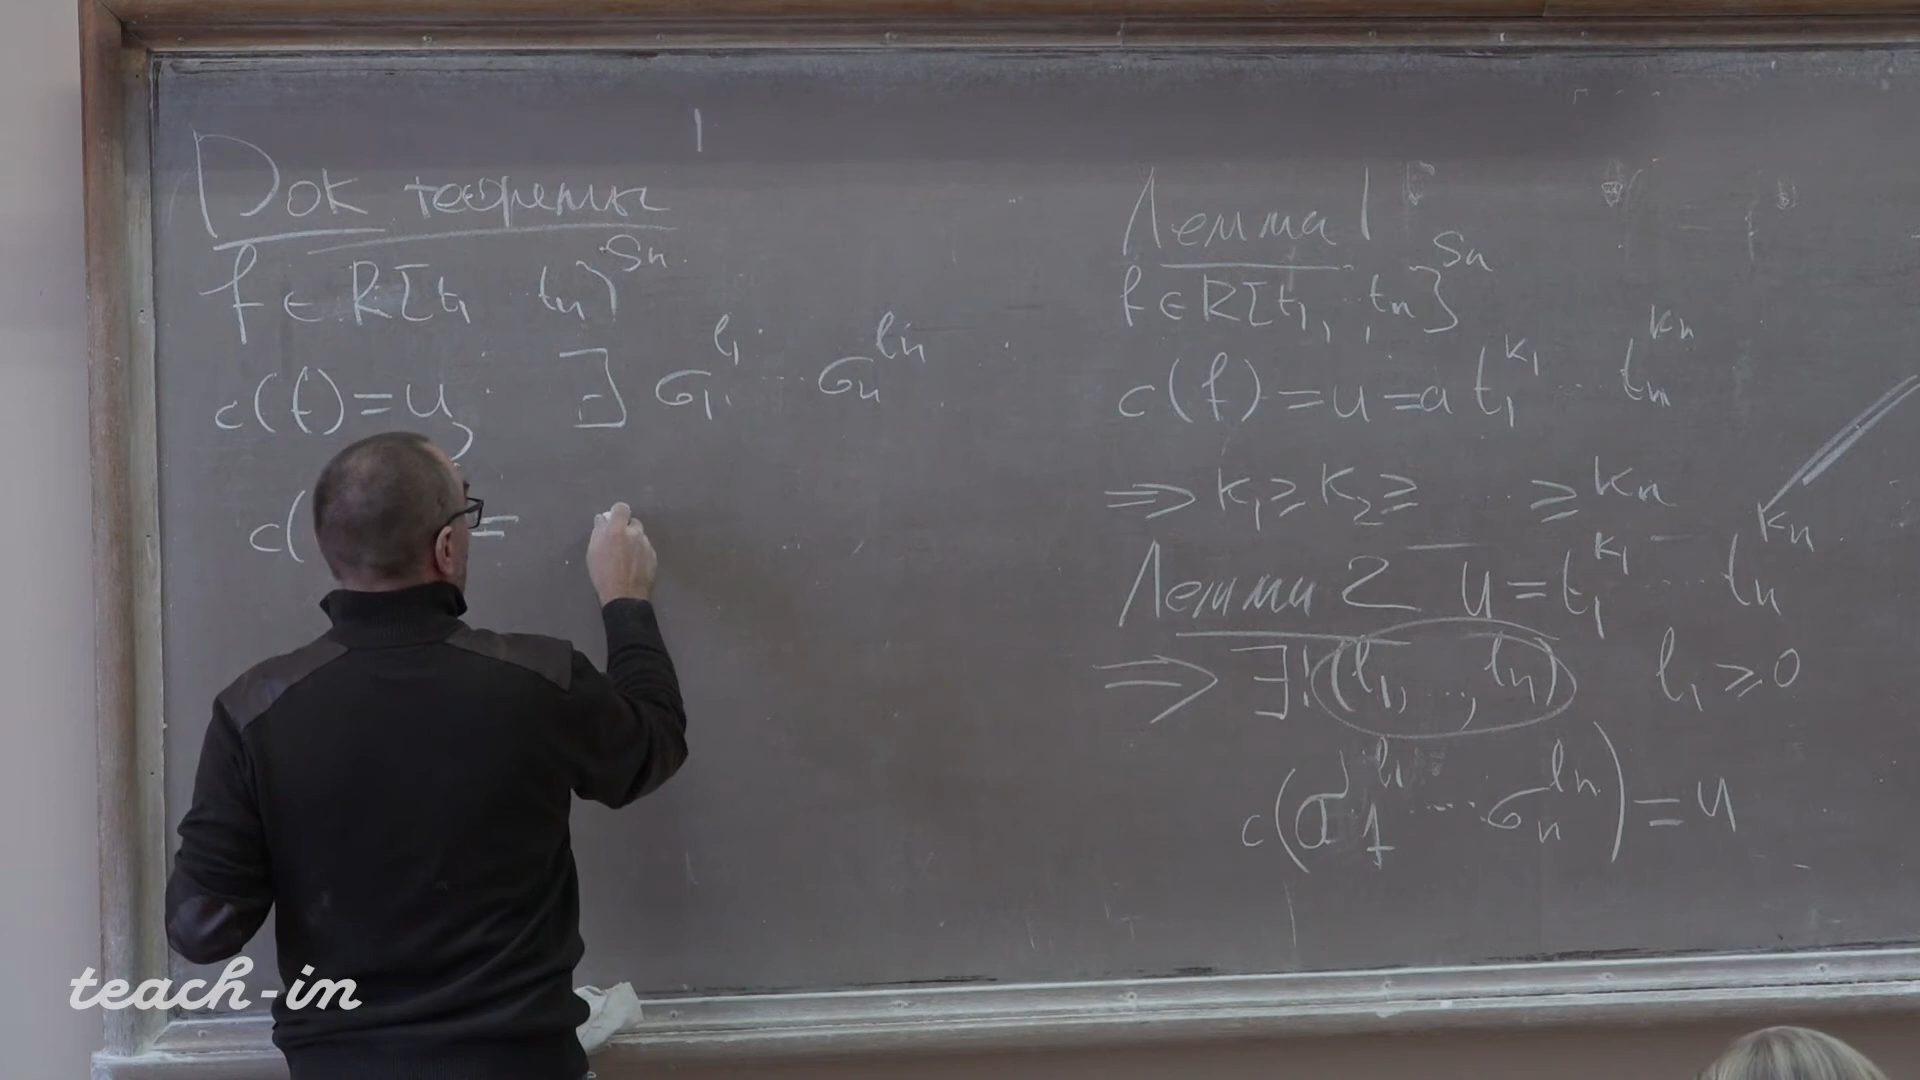 Док теоремы
f ∈ R[t₁ tₙ]^Sₙ
c(f) = u ∃ σ₁^l₁ ... σₙ^lₙ
c( =
Лемма 1
f ∈ R[t₁, , tₙ]^Sₙ
c(f) = u = a t₁^k₁ ... tₙ^kₙ
⇒ k₁ ≥ k₂ ≥ ... ≥ kₙ
Лемма 2 u = t₁^k₁ ... tₙ^kₙ
⇒ ∃! (l₁, ..., lₙ) l₁ ≥ 0
c(σ₁^l₁ ... σₙ^lₙ) = u
teach-in